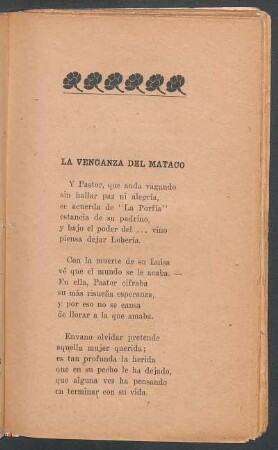 LA VENGANZA DEL MATACO
Y Pastor, que anda vagando
sin hallar paz ni alegría,
se acuerda de "La Porfía"
estancia de su padrino,
y bajo el poder del ... vino
piensa dejar Lobería.
Con la muerte de su Luisa
vé que el mundo se le acaba. —
En ella, Pastor cifraba
su más risueña esperanza,
y por eso no se cansa
de llorar a la que amaba.
Envano olvidar pretende
aquella mujer querida;
es tan profunda la herida
que en su pecho le ha dejado,
que alguna vez ha pensando
en terminar con su vida.